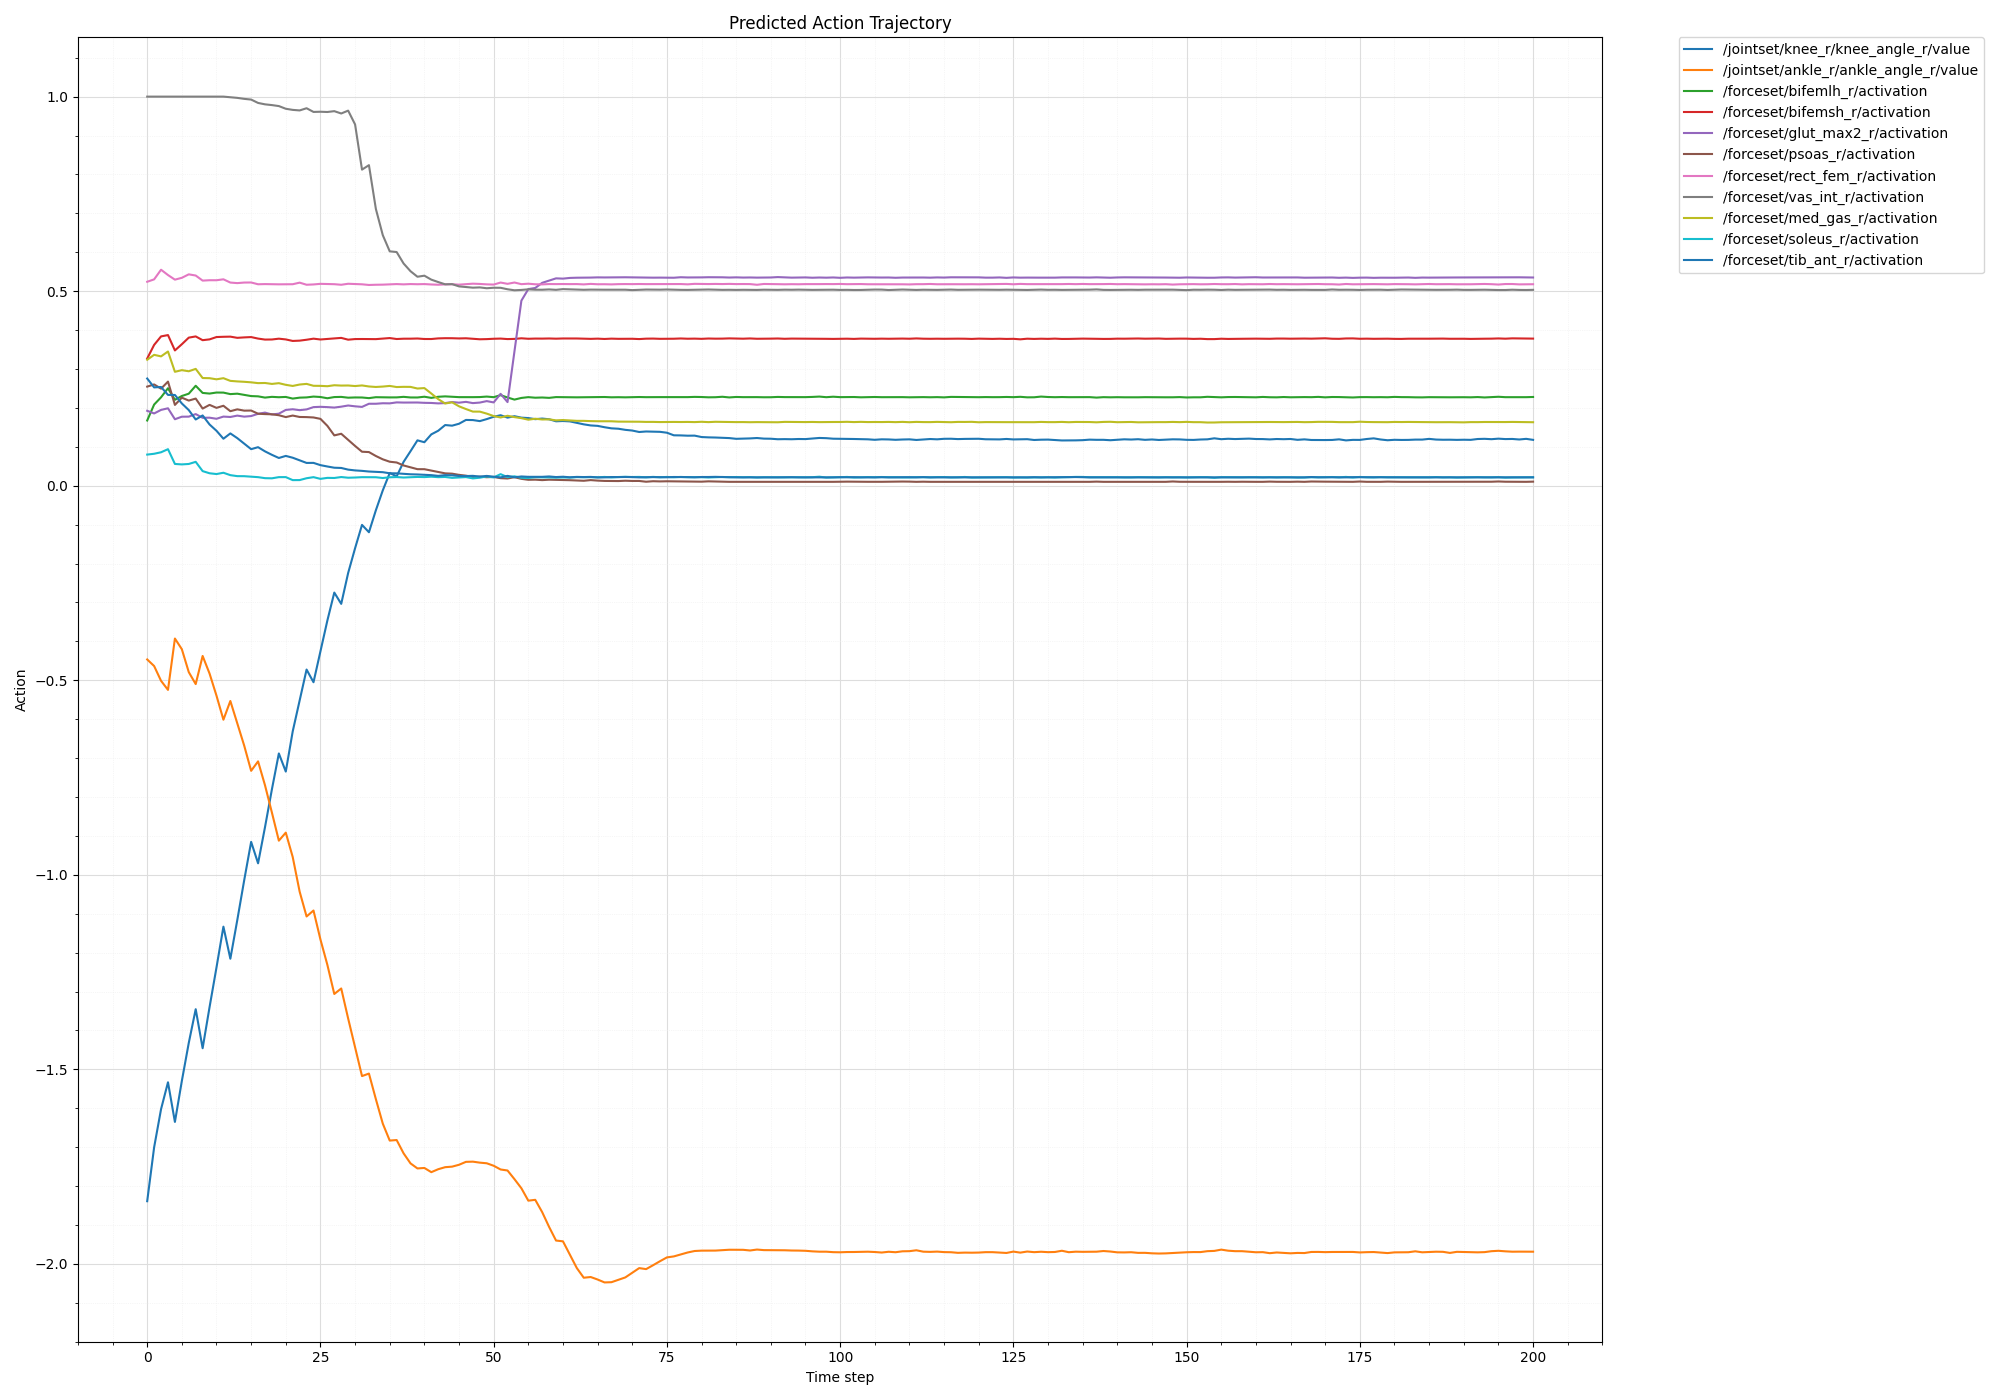 Predicted Action Trajectory
1.0
0.5
0.0
−0.5
−1.0
−1.5
−2.0
Action
0 25 50 75 100 125 150 175 200
Time step
/jointset/knee_r/knee_angle_r/value
/jointset/ankle_r/ankle_angle_r/value
/forceset/bifemlh_r/activation
/forceset/bifemsh_r/activation
/forceset/glut_max2_r/activation
/forceset/psoas_r/activation
/forceset/rect_fem_r/activation
/forceset/vas_int_r/activation
/forceset/med_gas_r/activation
/forceset/soleus_r/activation
/forceset/tib_ant_r/activation